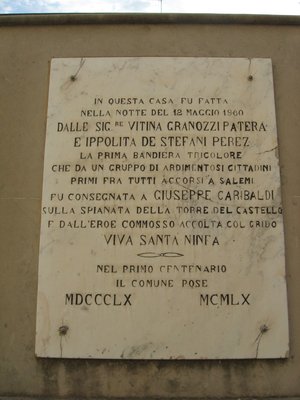 IN QUESTA CASA FU FATTA
NELLA NOTTE DEL 12 MAGGIO 1860
DALLE SIG.RE VITINA GRANOZZI PATERA
E IPPOLITA DE STEFANI PEREZ
LA PRIMA BANDIERA TRICOLORE
CHE DA UN GRUPPO DI ARDIMENTOSI CITTADINI
PRIMI FRA TUTTI ACCORSI A SALEMI
FU CONSEGNATA A GIUSEPPE GARIBALDI
SULLA SPIANATA DELLA TORRE DEL CASTELLO
E DALL'EROE COMMOSSO ACCOLTA COL GRIDO
VIVA SANTA NINFA
NEL PRIMO CENTENARIO
IL COMUNE POSE
MDCCCLX MCMLX